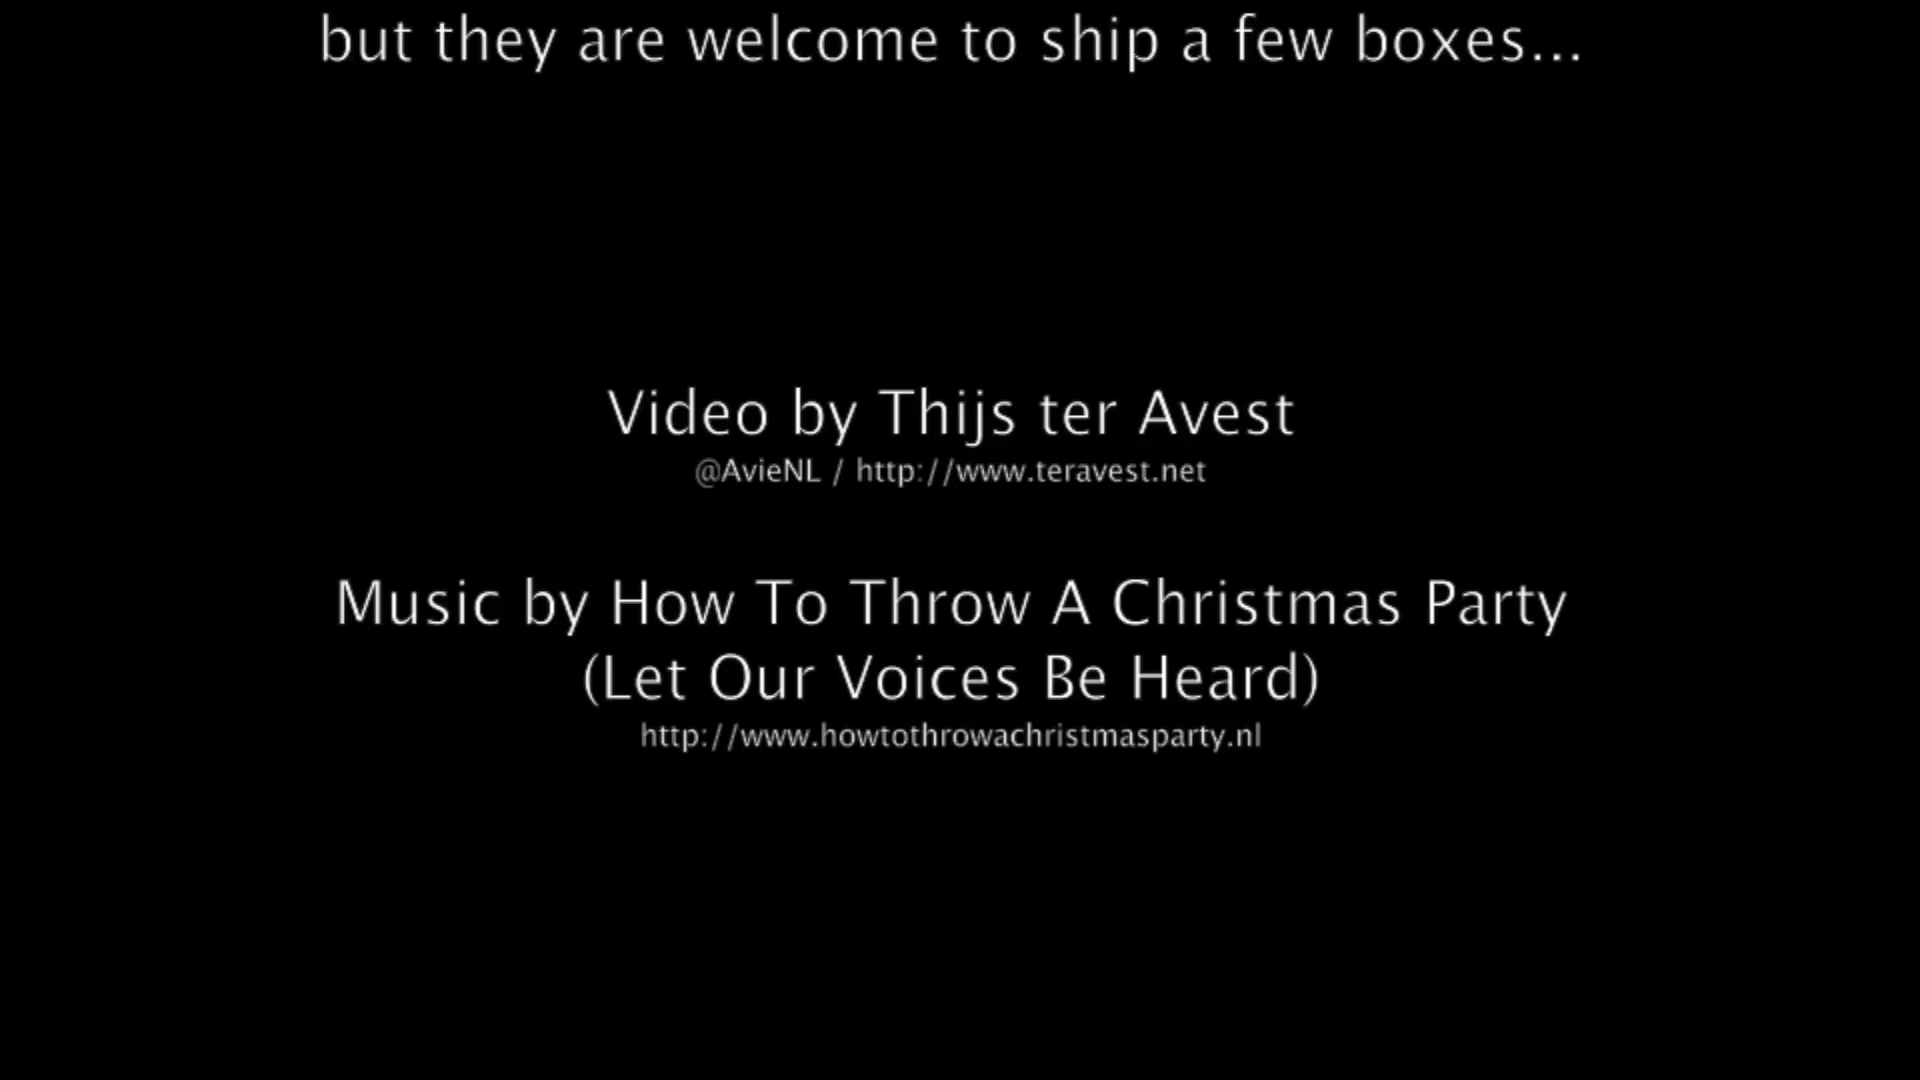 but they are welcome to ship a few boxes...
Video by Thijs ter Avest
@AvieNL / http://www.teravest.net
Music by How To Throw A Christmas Party
(Let Our Voices Be Heard)
http://www.howtothrowachristmasparty.nl